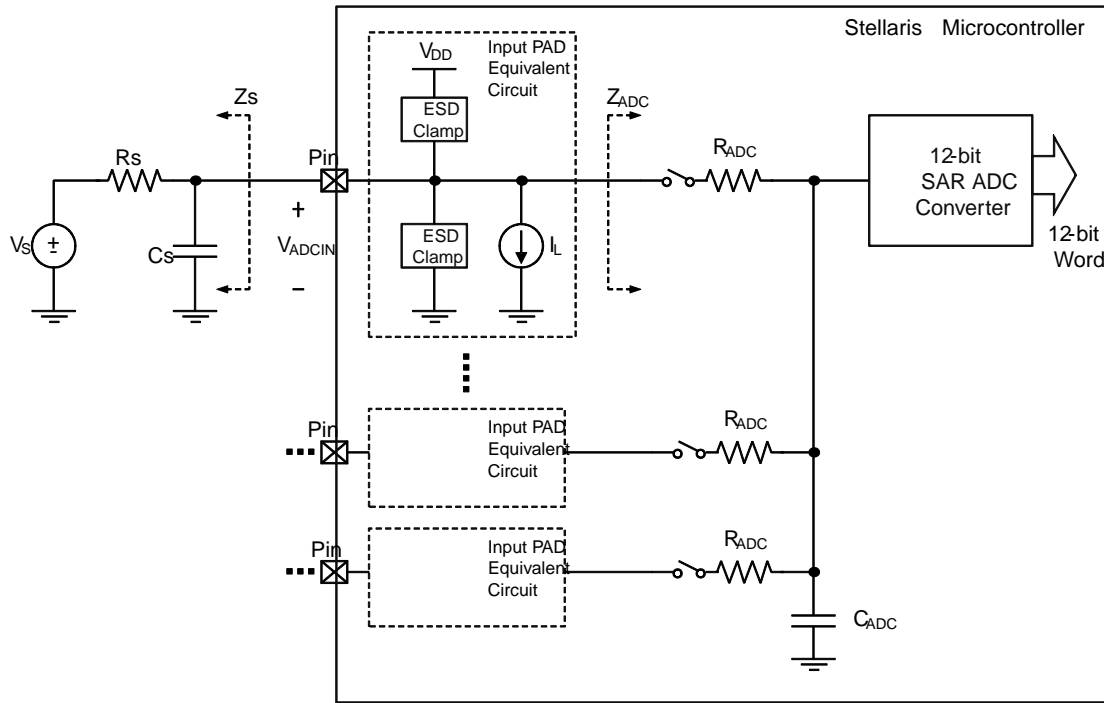 Stellaris Microcontroller
Input PAD
Equivalent
Circuit
VDD
ESD
Clamp
Zs
ZADC
Rs
Pin
RADC
12-bit
SAR ADC
Converter
+
VS
±
Cs
VADCIN
ESD
Clamp
IL
12-bit
Word
−
Pin
Input PAD
Equivalent
Circuit
RADC
Pin
Input PAD
Equivalent
Circuit
RADC
CADC